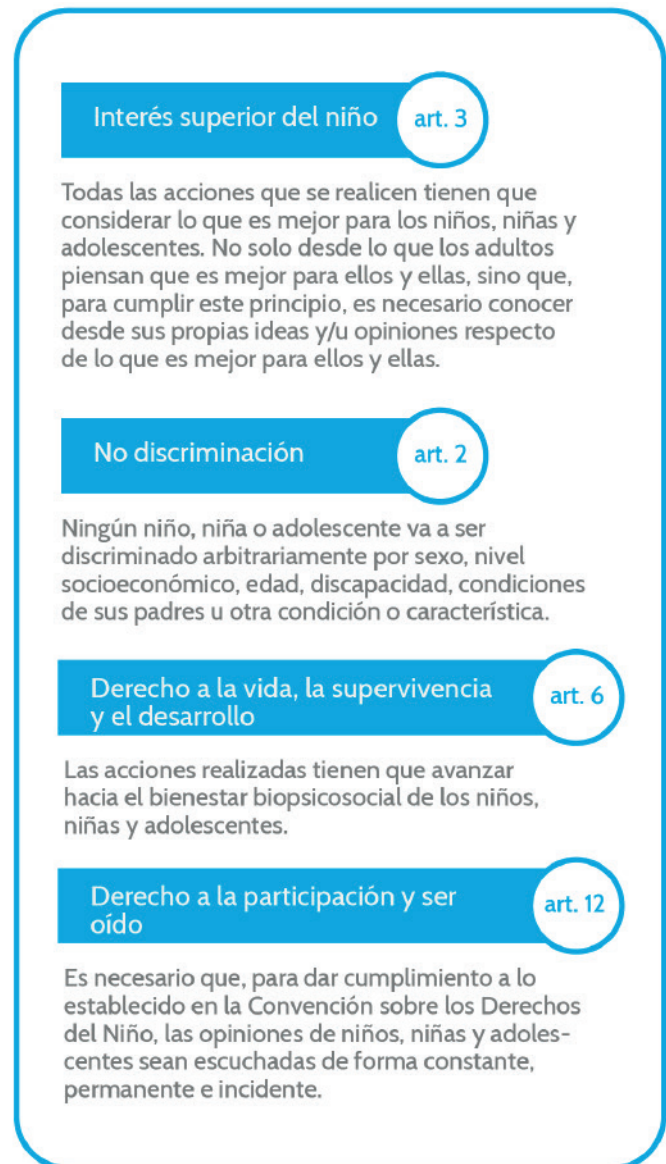 Interés superior del niño
art. 3
Todas las acciones que se realicen tienen que
considerar lo que es mejor para los niños, niñas y
adolescentes. No solo desde lo que los adultos
piensan que es mejor para ellos y ellas, sino que,
para cumplir este principio, es necesario conocer
desde sus propias ideas y/u opiniones respecto
de lo que es mejor para ellos y ellas.
No discriminación
art. 2
Ningún niño, niña o adolescente va a ser
discriminado arbitrariamente por sexo, nivel
socioeconómico, edad, discapacidad, condiciones
de sus padres u otra condición o característica.
Derecho a la vida, la supervivencia
y el desarrollo
art. 6
Las acciones realizadas tienen que avanzar
hacia el bienestar biopsicosocial de los niños,
niñas y adolescentes.
Derecho a la participación y ser
oído
art. 12
Es necesario que, para dar cumplimiento a lo
establecido en la Convención sobre los Derechos
del Niño, las opiniones de niños, niñas y adoles-
centes sean escuchadas de forma constante,
permanente e incidente.